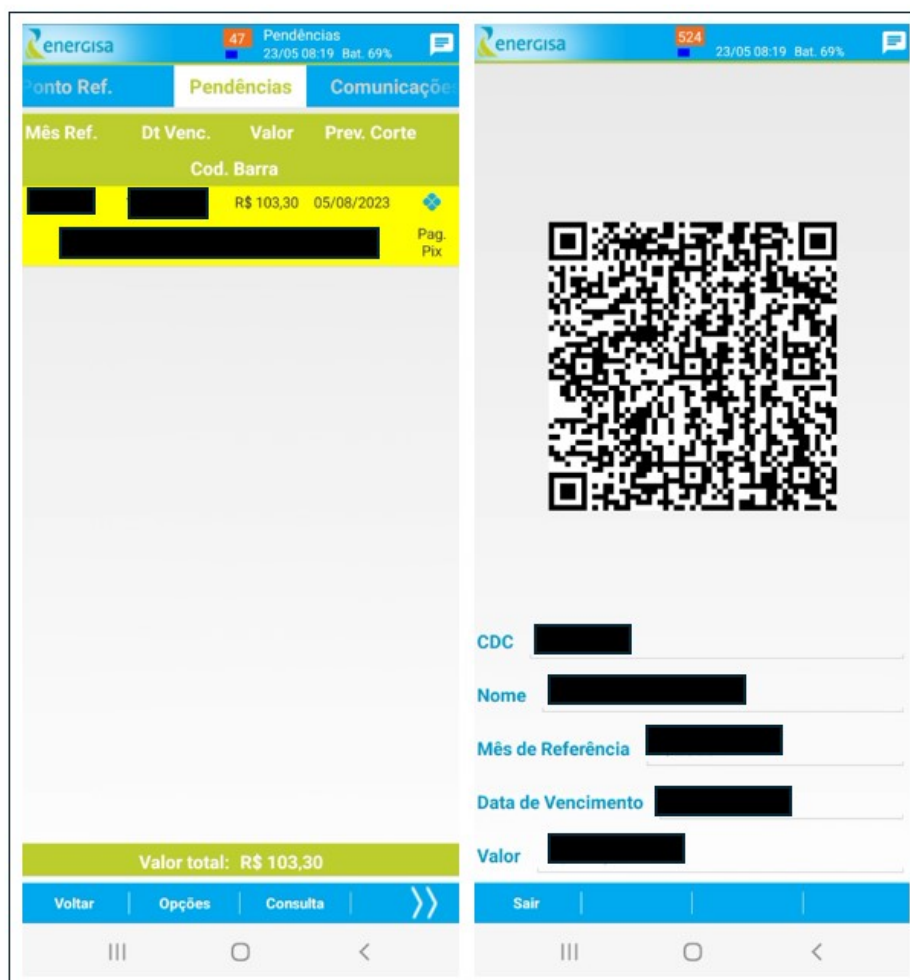 energisa
47
Pendências
23/05 08:19 Bat. 69%
Ponto Ref. Pendências Comunicaçõe
Mês Ref. Dt Venc. Valor Prev. Corte
Cod. Barra
R$ 103,30 05/08/2023
Pag.
Pix
Valor total: R$ 103,30
Voltar Opções Consulta
energisa
524
23/05 08:19 Bat. 69%
CDC
Nome
Mês de Referência
Data de Vencimento
Valor
Sair